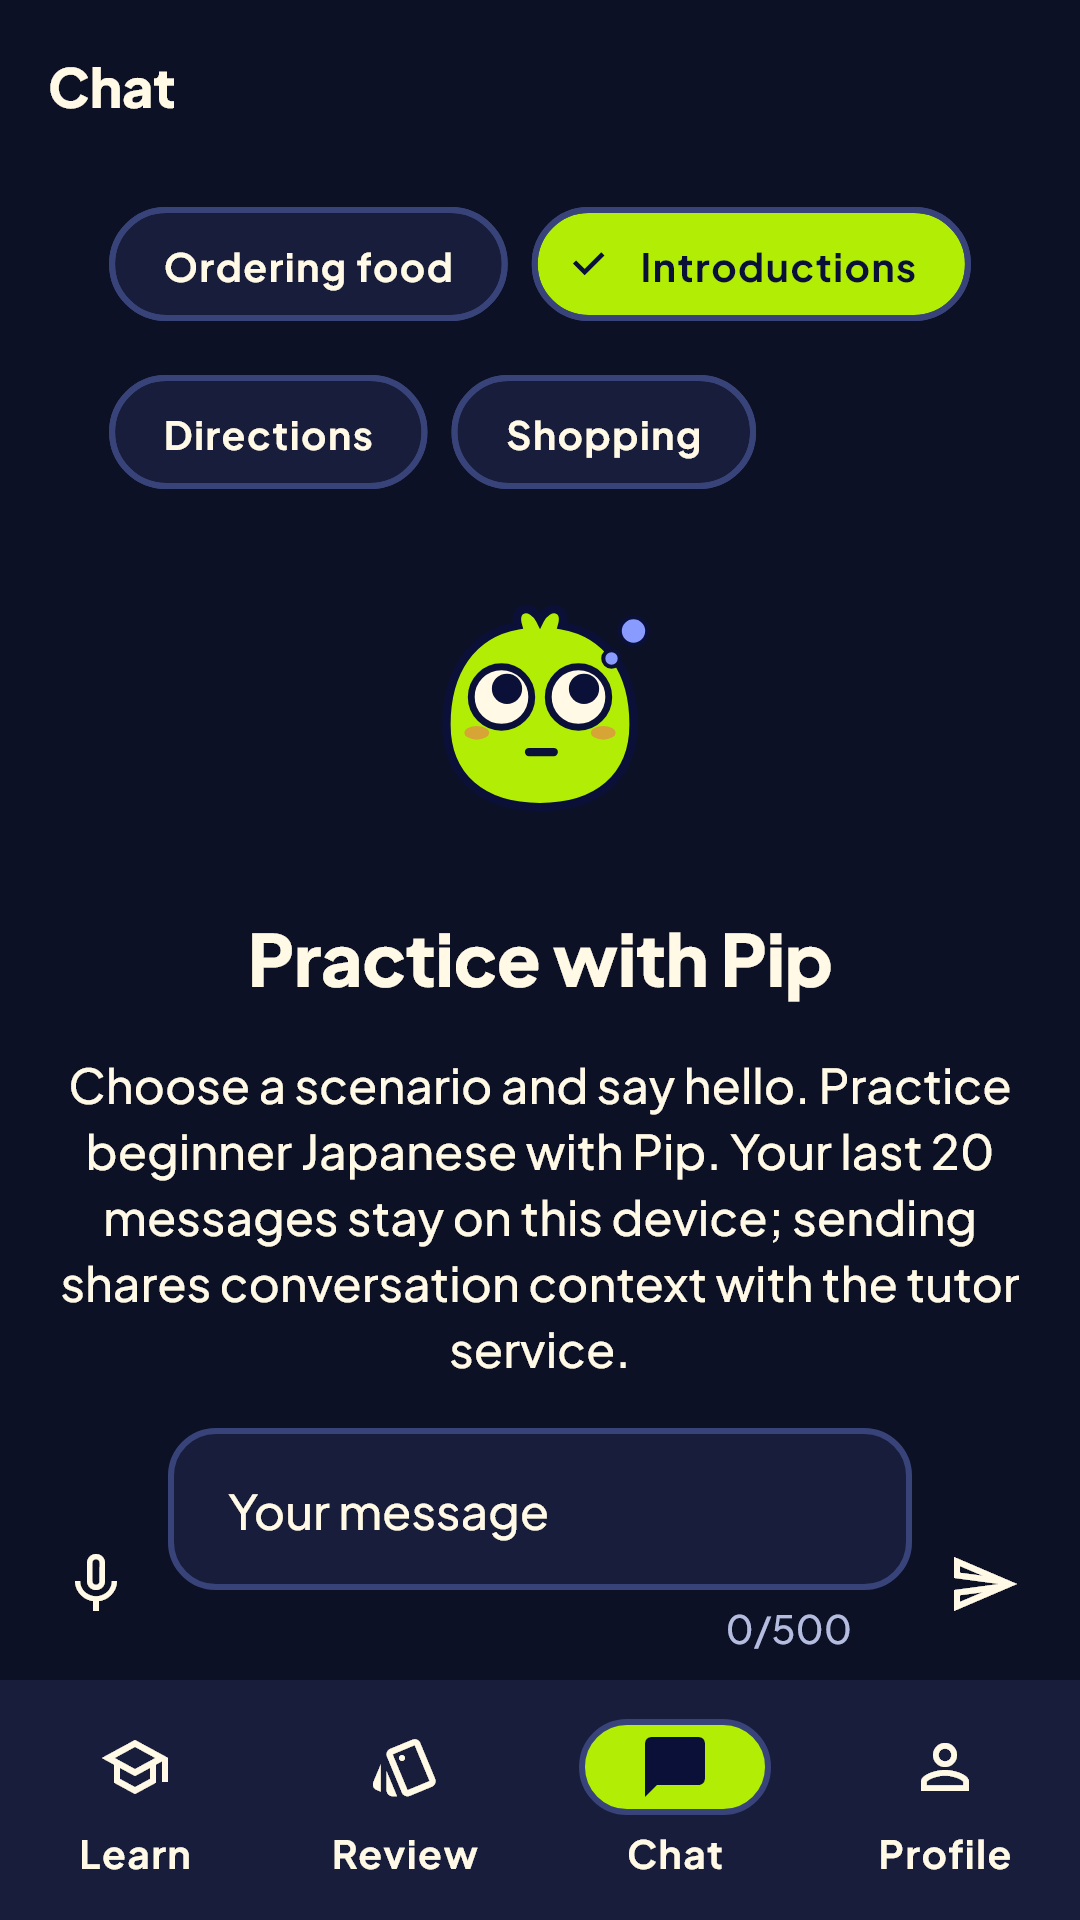 Chat
Ordering food
Introductions
Directions
Shopping
Practice with Pip
Choose a scenario and say hello. Practice
beginner Japanese with Pip. Your last 20
messages stay on this device; sending
shares conversation context with the tutor
service.
Your message
0/500
Learn
Review
Chat
Profile